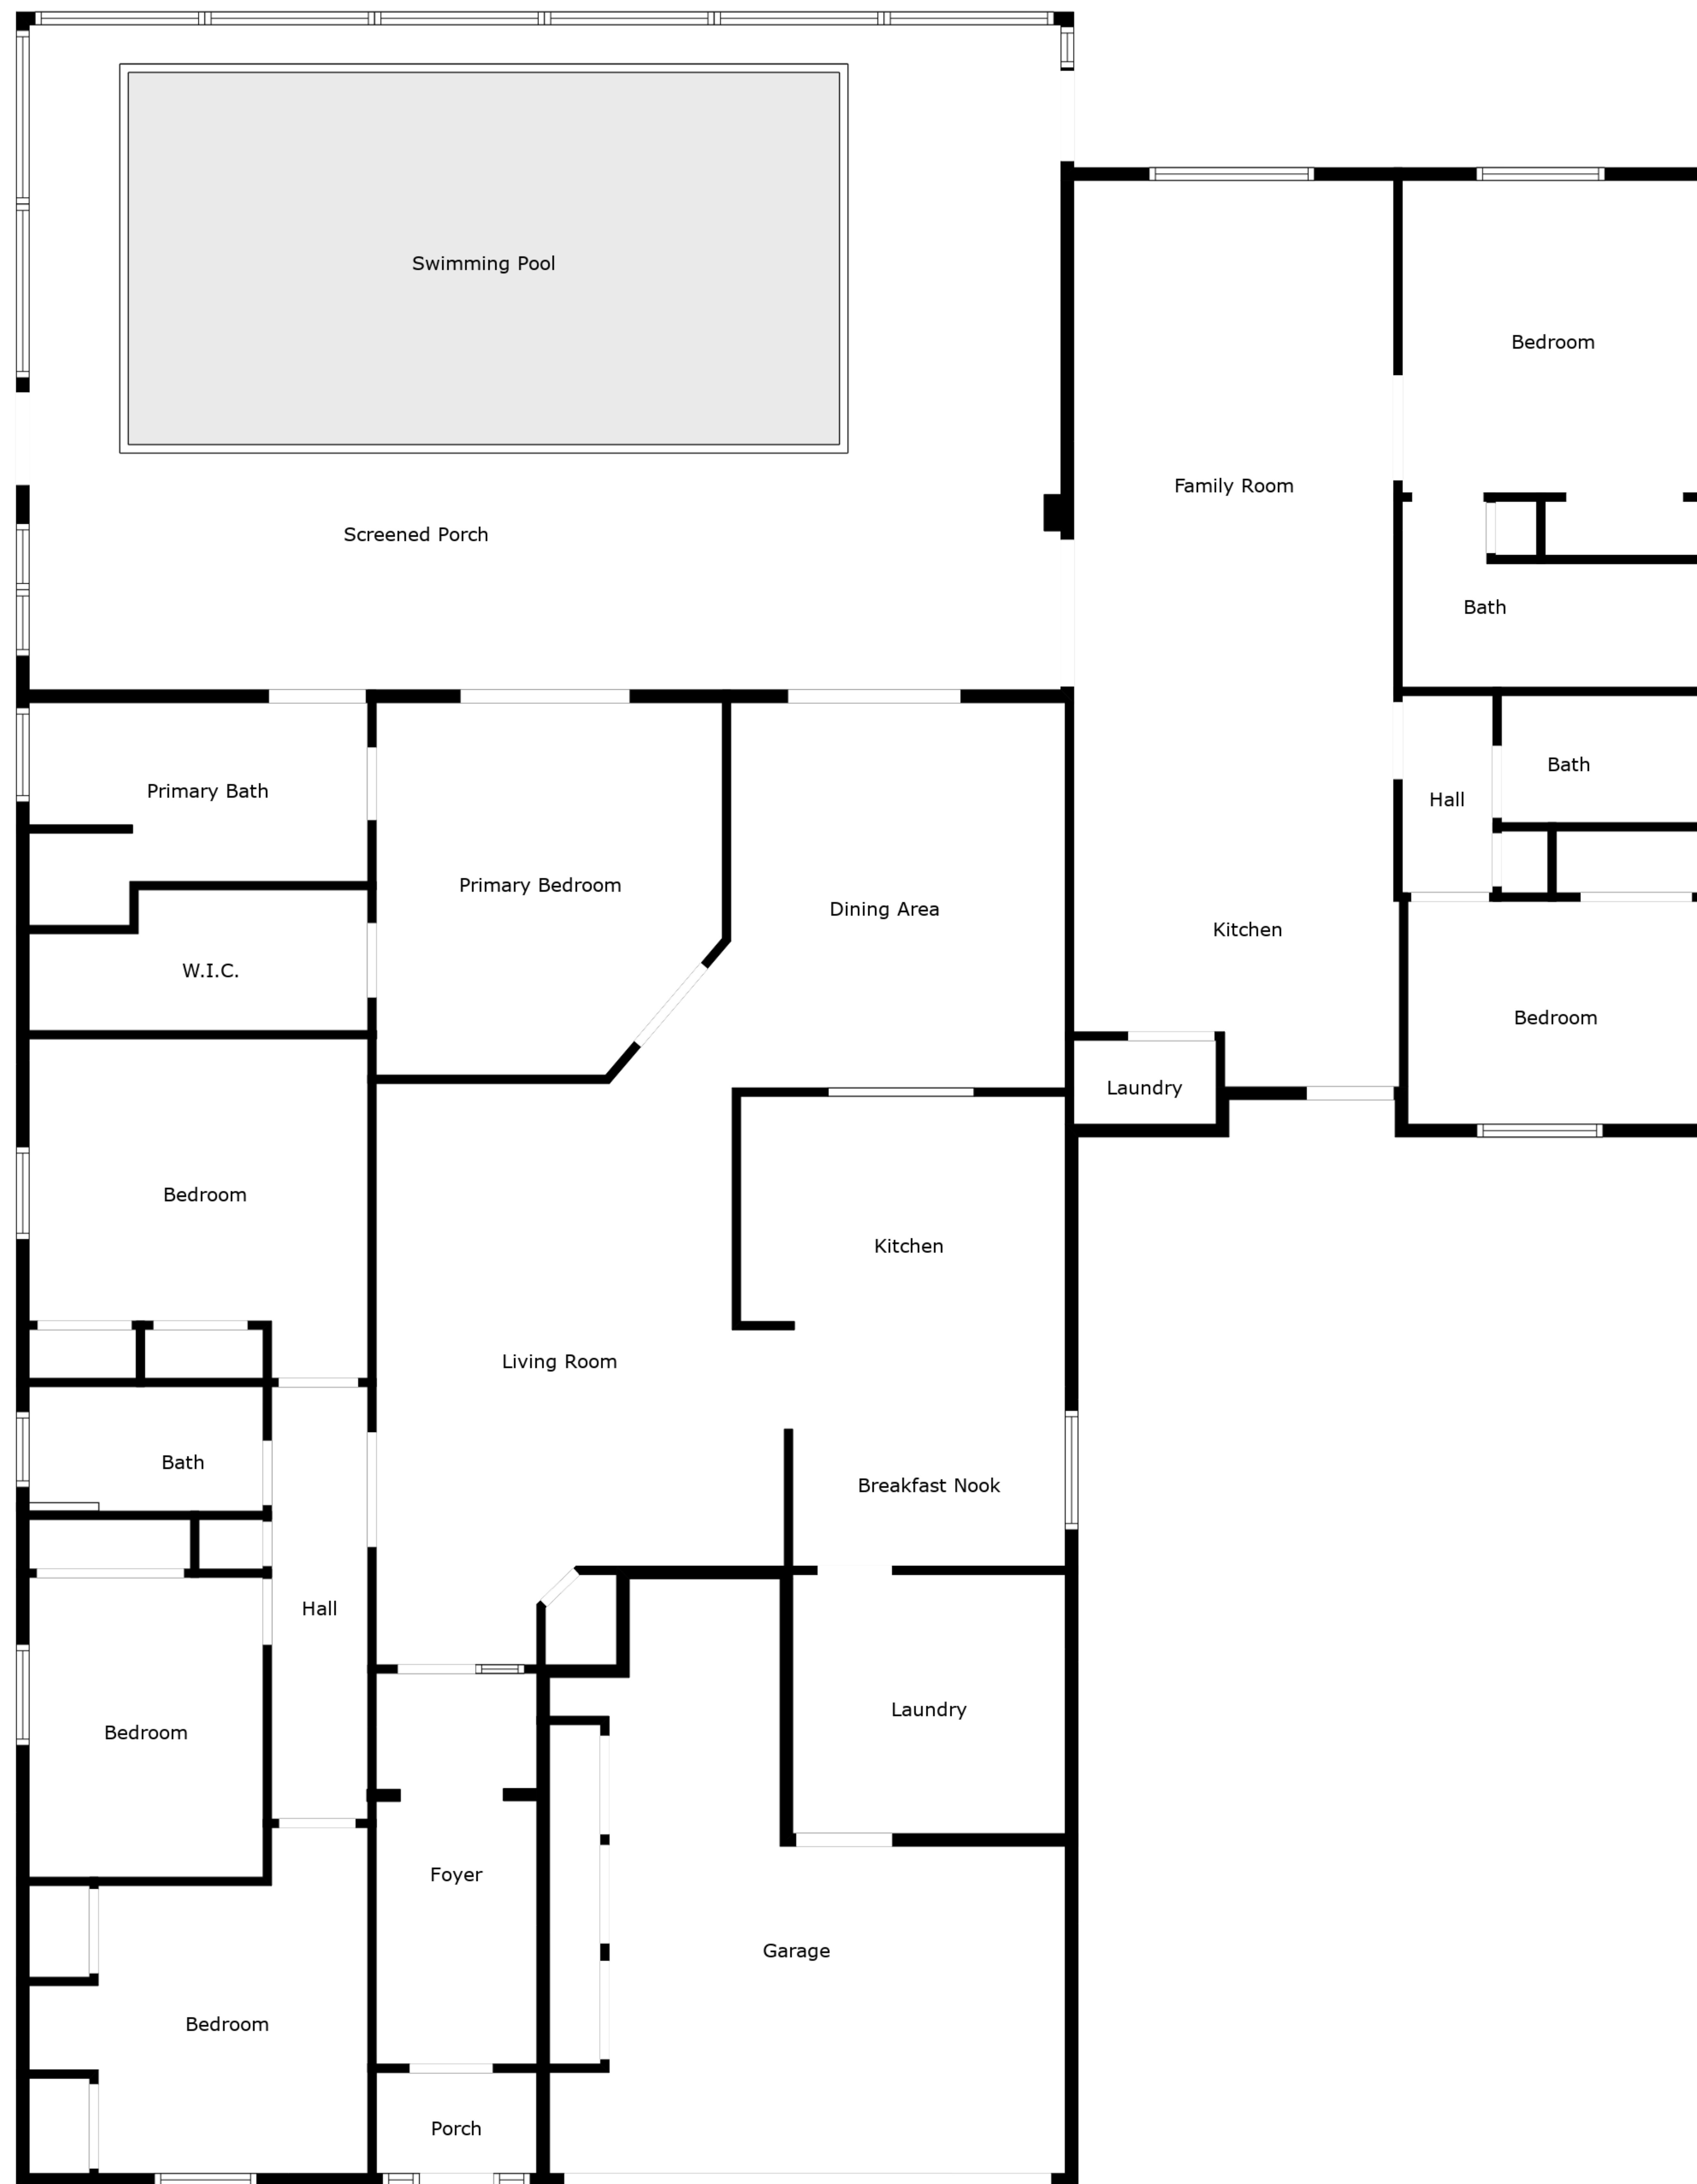 Swimming Pool
Bedroom
Family Room
Screened Porch
Bath
Bath
Primary Bath
Hall
Primary Bedroom
Dining Area
Kitchen
W.I.C.
Bedroom
Laundry
Bedroom
Kitchen
Living Room
Bath
Breakfast Nook
Hall
Laundry
Bedroom
Foyer
Garage
Bedroom
Porch